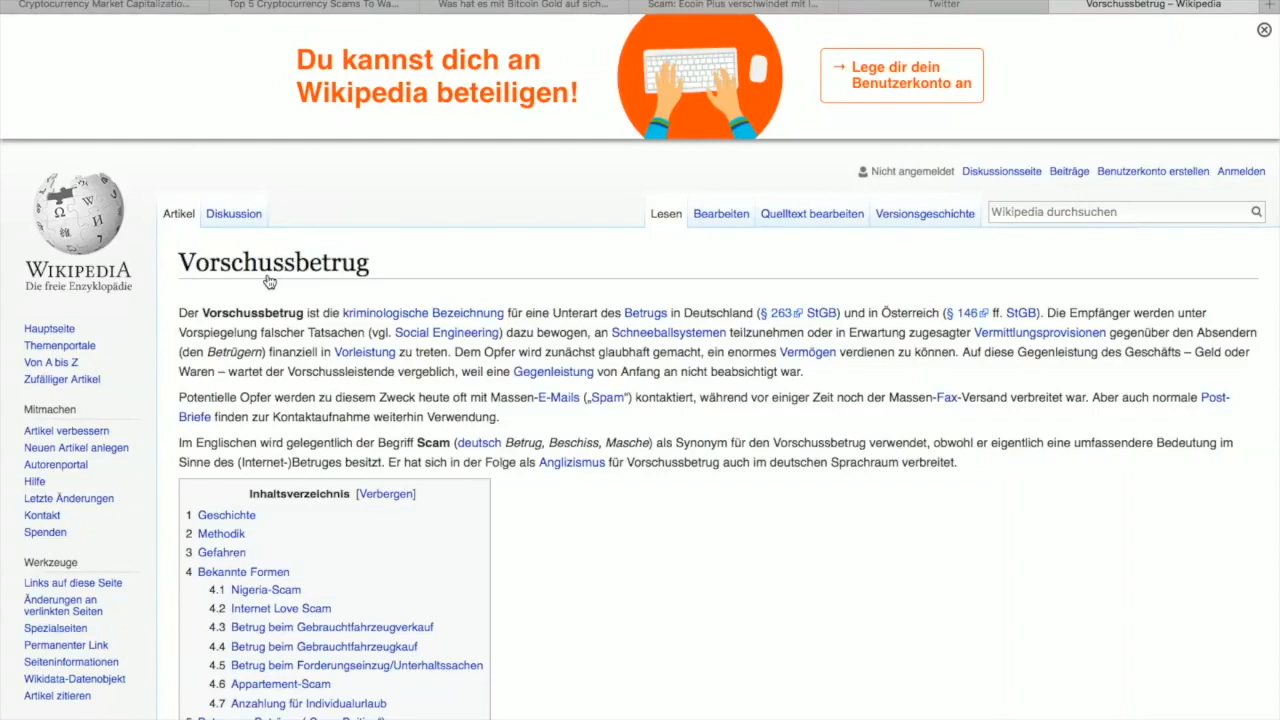 Cryptocurrency Market Capitalizatio...
Top 5 Cryptocurrency Scams To Wa...
Was hat es mit Bitcoin Gold auf sich...
Scam: Ecoin Plus verschwindet mit l...
Twitter
Vorschussbetrug – Wikipedia
Du kannst dich an
Wikipedia beteiligen!
→ Lege dir dein
Benutzerkonto an
Nicht angemeldet Diskussionsseite Beiträge Benutzerkonto erstellen Anmelden
Artikel Diskussion
Lesen Bearbeiten Quelltext bearbeiten Versionsgeschichte
Wikipedia durchsuchen
WIKIPEDIA
Die freie Enzyklopädie
Hauptseite
Themenportale
Von A bis Z
Zufälliger Artikel
Mitmachen
Artikel verbessern
Neuen Artikel anlegen
Autorenportal
Hilfe
Letzte Änderungen
Kontakt
Spenden
Werkzeuge
Links auf diese Seite
Änderungen an
verlinkten Seiten
Spezialseiten
Permanenter Link
Seiteninformationen
Wikidata-Datenobjekt
Artikel zitieren
Vorschussbetrug
Der Vorschussbetrug ist die kriminologische Bezeichnung für eine Unterart des Betrugs in Deutschland (§ 263 StGB) und in Österreich (§ 146 ff. StGB). Die Empfänger werden unter
Vorspiegelung falscher Tatsachen (vgl. Social Engineering) dazu bewogen, an Schneeballsystemen teilzunehmen oder in Erwartung zugesagter Vermittlungsprovisionen gegenüber den Absendern
(den Betrügern) finanziell in Vorleistung zu treten. Dem Opfer wird zunächst glaubhaft gemacht, ein enormes Vermögen verdienen zu können. Auf diese Gegenleistung des Geschäfts – Geld oder
Waren – wartet der Vorschussleistende vergeblich, weil eine Gegenleistung von Anfang an nicht beabsichtigt war.
Potentielle Opfer werden zu diesem Zweck heute oft mit Massen-E-Mails („Spam“) kontaktiert, während vor einiger Zeit noch der Massen-Fax-Versand verbreitet war. Aber auch normale Post-
Briefe finden zur Kontaktaufnahme weiterhin Verwendung.
Im Englischen wird gelegentlich der Begriff Scam (deutsch Betrug, Beschiss, Masche) als Synonym für den Vorschussbetrug verwendet, obwohl er eigentlich eine umfassendere Bedeutung im
Sinne des (Internet-)Betruges besitzt. Er hat sich in der Folge als Anglizismus für Vorschussbetrug auch im deutschen Sprachraum verbreitet.
Inhaltsverzeichnis [Verbergen]
1 Geschichte
2 Methodik
3 Gefahren
4 Bekannte Formen
4.1 Nigeria-Scam
4.2 Internet Love Scam
4.3 Betrug beim Gebrauchtfahrzeugverkauf
4.4 Betrug beim Gebrauchtfahrzeugkauf
4.5 Betrug beim Forderungseinzug/Unterhaltssachen
4.6 Appartement-Scam
4.7 Anzahlung für Individualurlaub